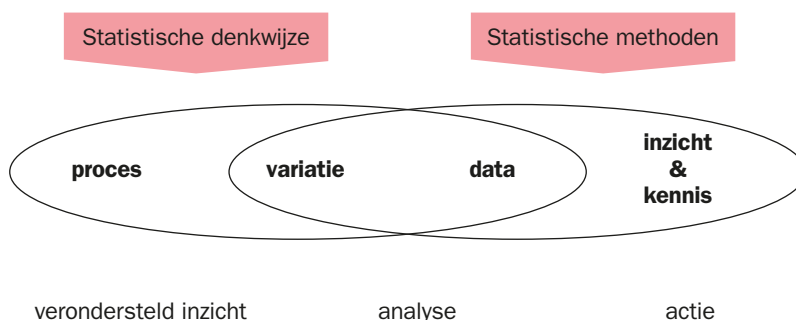 Statistische denkwijze
Statistische methoden
proces
variatie
data
inzicht
&
kennis
verondersteld inzicht
analyse
actie